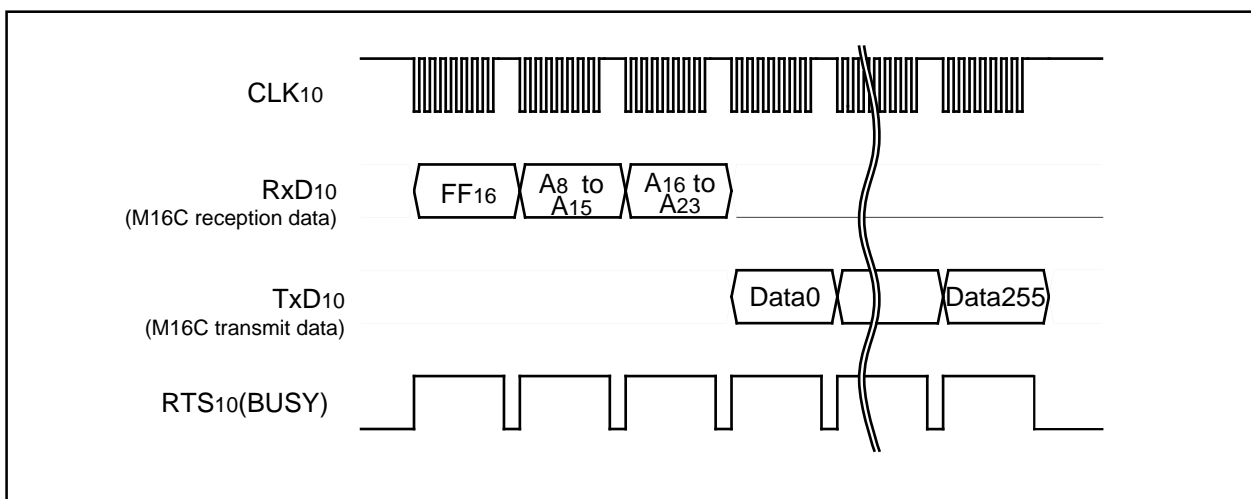 CLK10
RxD10
(M16C reception data)
FF16
A8 to
A15
A16 to
A23
TxD10
(M16C transmit data)
Data0
Data255
RTS10(BUSY)